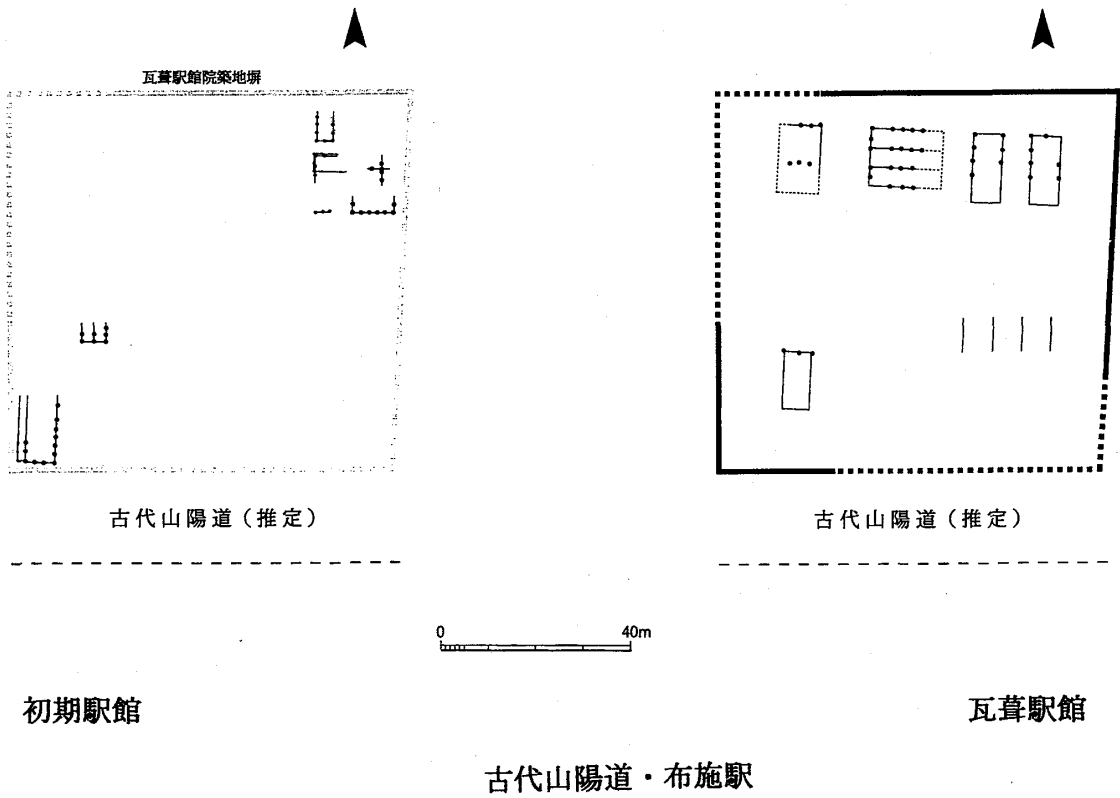 瓦葺駅館院築地塀
古代山陽道（推定）
古代山陽道（推定）
0 40m
初期駅館
瓦葺駅館
古代山陽道・布施駅